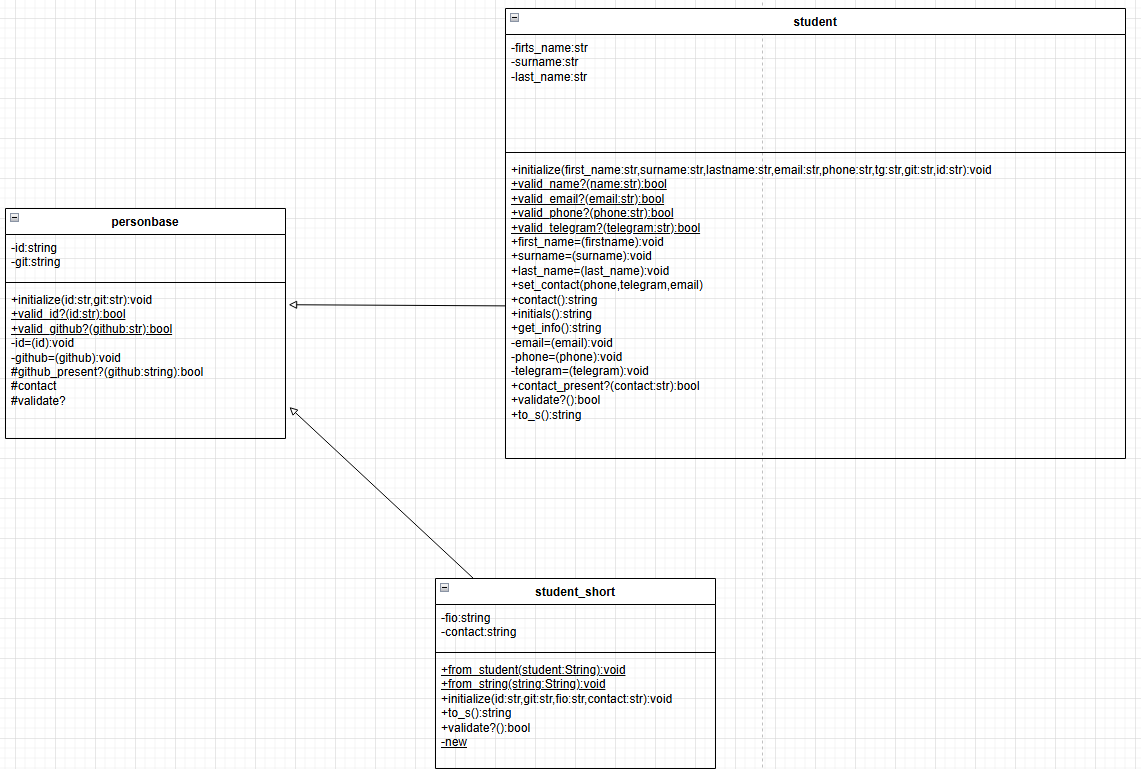 student
-firts_name:str
-surname:str
-last_name:str
+initialize(first_name:str,surname:str,lastname:str,email:str,phone:str,tg:str,git:str,id:str):void
+valid_name?(name:str):bool
+valid_email?(email:str):bool
+valid_phone?(phone:str):bool
+valid_telegram?(telegram:str):bool
+first_name=(firstname):void
+surname=(surname):void
+last_name=(last_name):void
+set_contact(phone,telegram,email)
+contact():string
+initials():string
+get_info():string
-email=(email):void
-phone=(phone):void
-telegram=(telegram):void
+contact_present?(contact:str):bool
+validate?():bool
+to_s():string
personbase
-id:string
-git:string
+initialize(id:str,git:str):void
+valid_id?(id:str):bool
+valid_github?(github:str):bool
-id=(id):void
-github=(github):void
#github_present?(github:string):bool
#contact
#validate?
student_short
-fio:string
-contact:string
+from_student(student:String):void
+from_string(string:String):void
+initialize(id:str,git:str,fio:str,contact:str):void
+to_s():string
+validate?():bool
-new